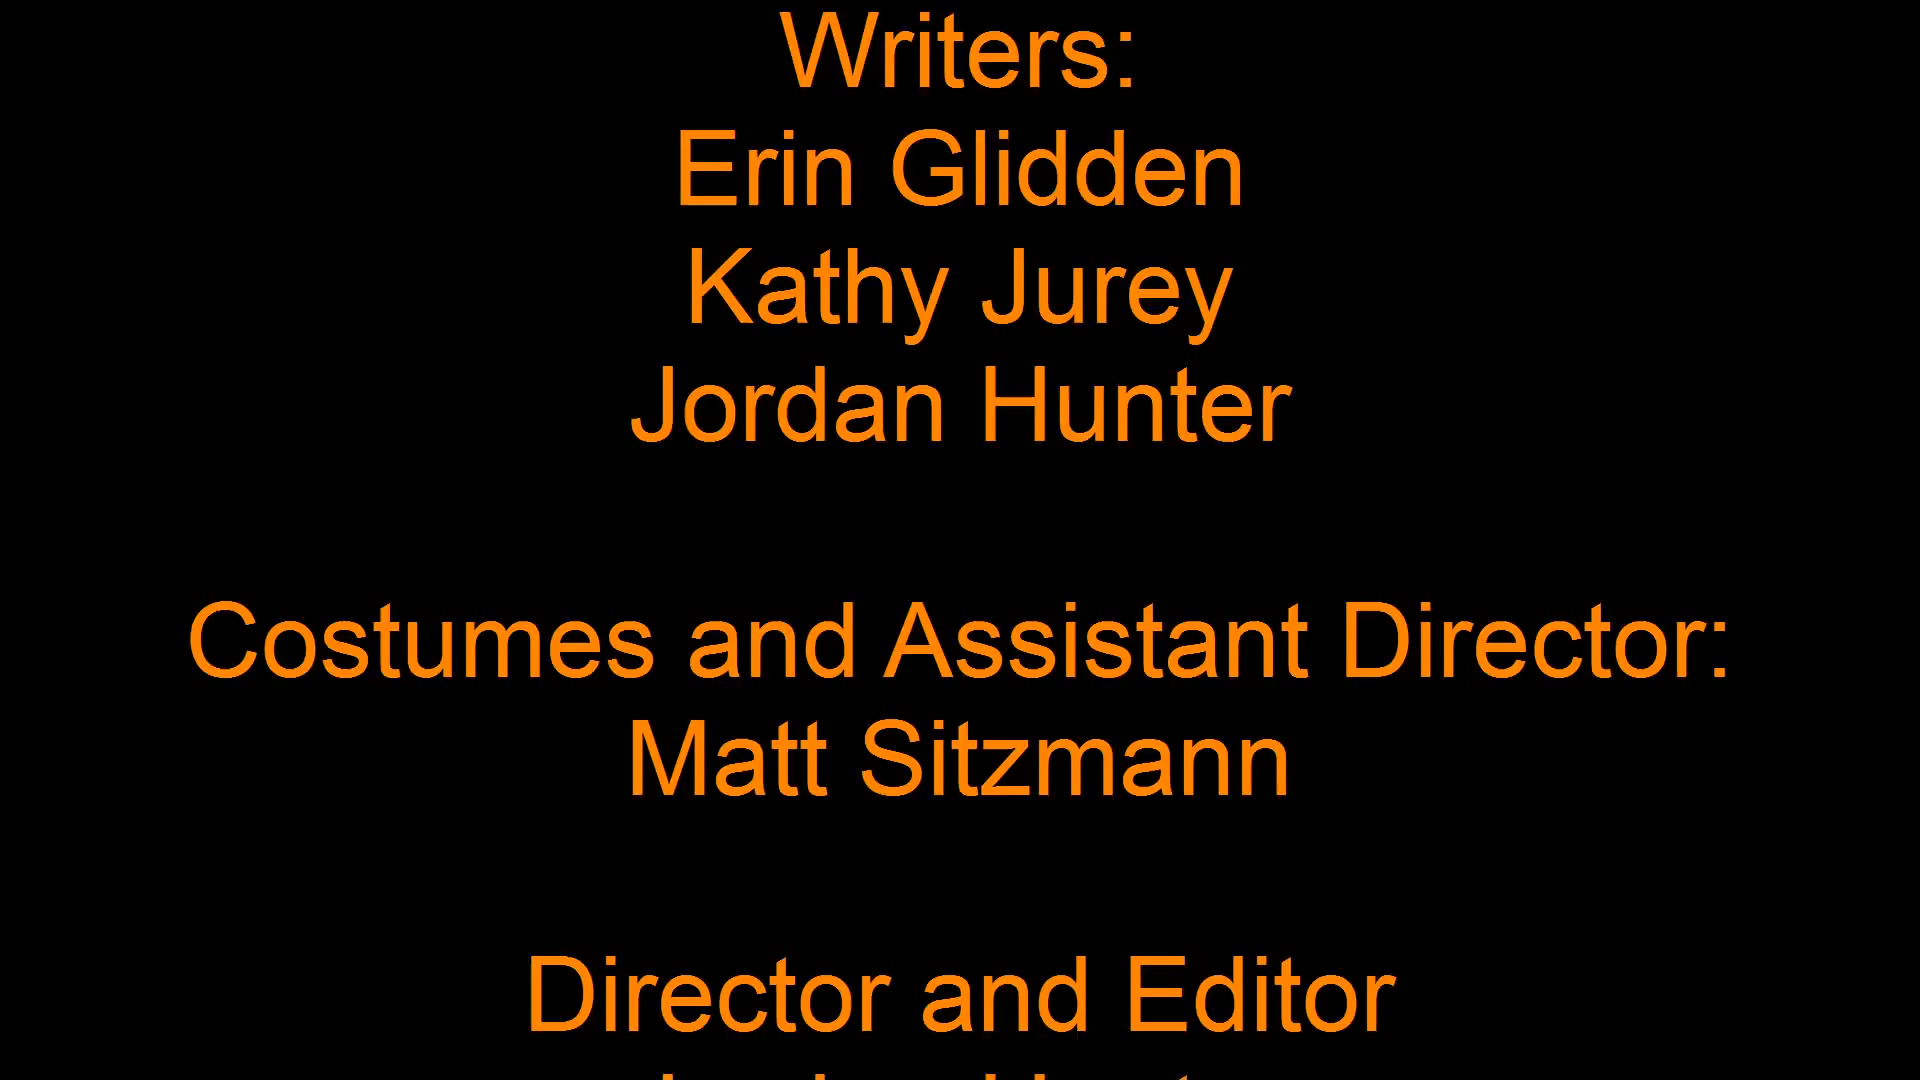 Writers:
Erin Glidden
Kathy Jurey
Jordan Hunter
Costumes and Assistant Director:
Matt Sitzmann
Director and Editor